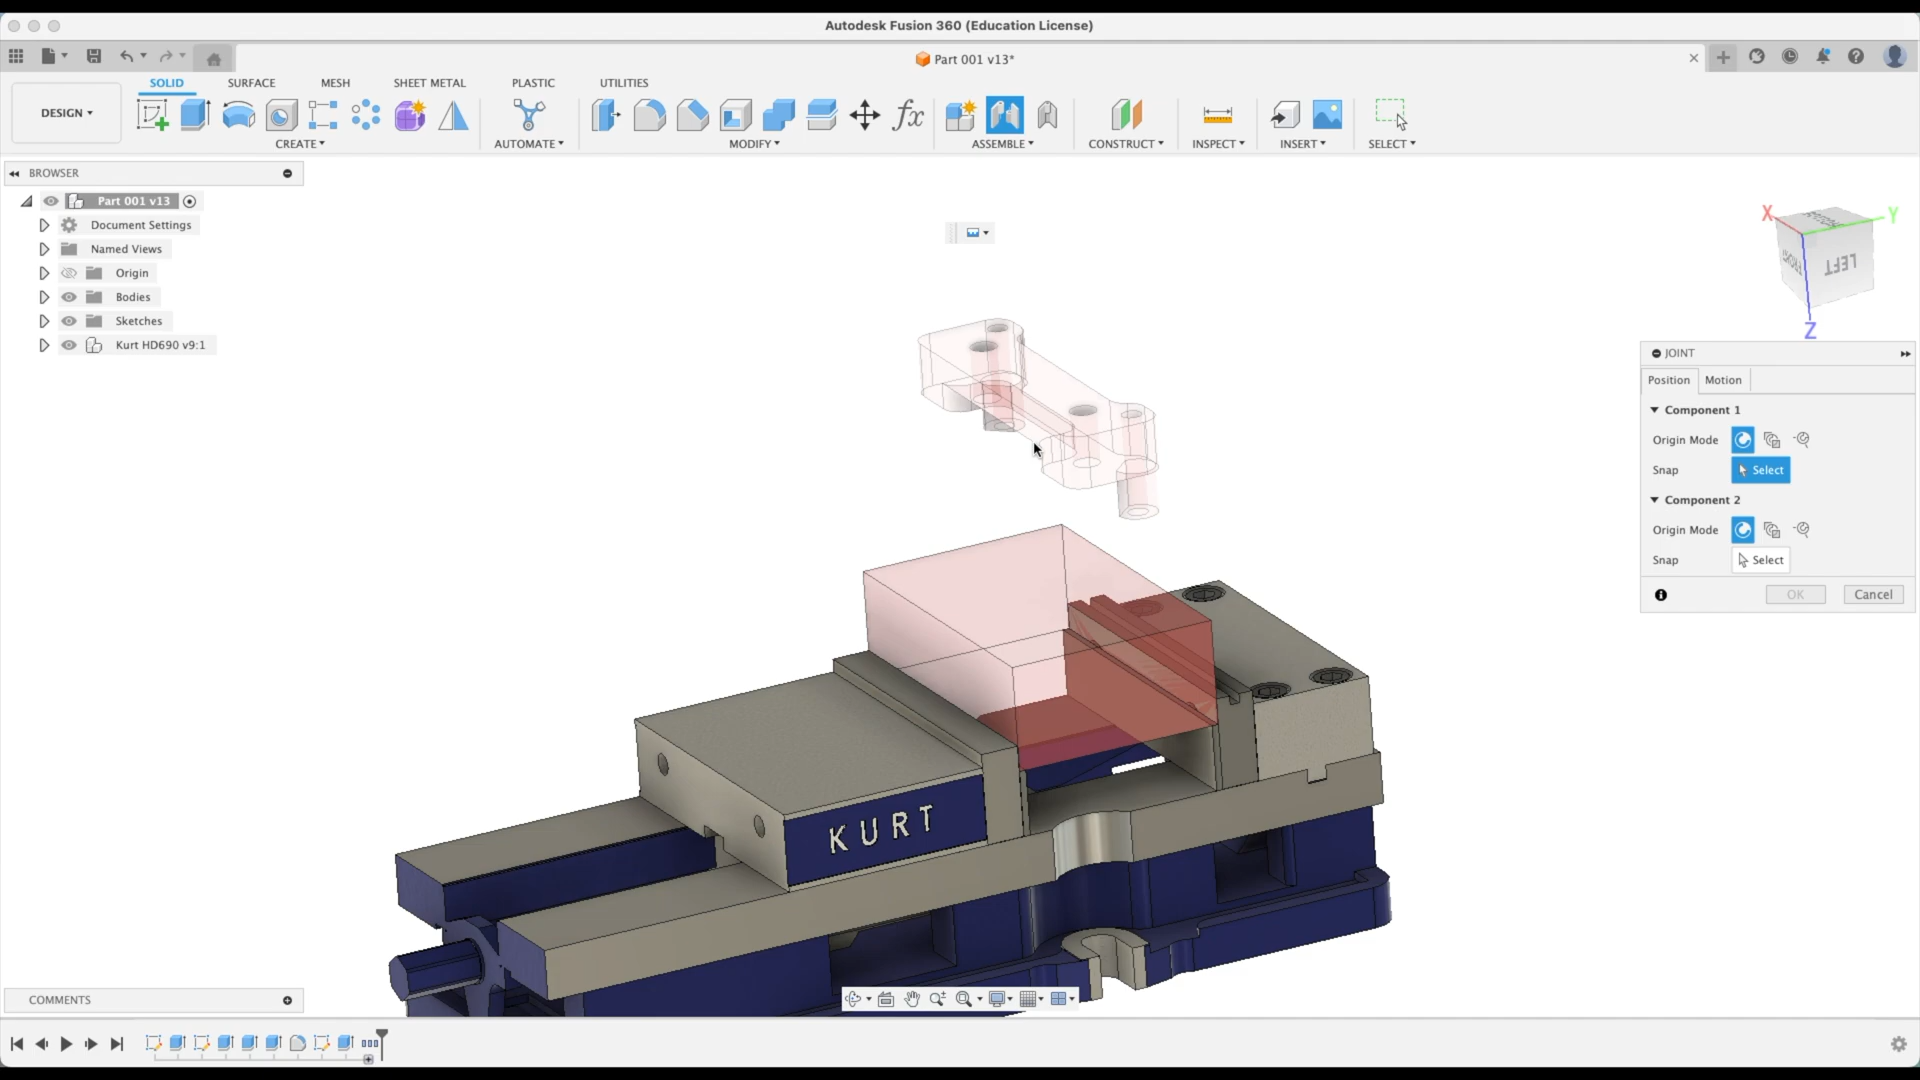 Autodesk Fusion 360 (Education License)
Part 001 v13*
DESIGN
SOLID
SURFACE
MESH
SHEET METAL
PLASTIC
UTILITIES
fx
CREATE
AUTOMATE
MODIFY
ASSEMBLE
CONSTRUCT
INSPECT
INSERT
SELECT
BROWSER
Part 001 v13
Document Settings
Named Views
Origin
Bodies
Sketches
Kurt HD690 v9:1
X
Y
Z
FRONT
LEFT
JOINT
Position
Motion
Component 1
Origin Mode
Snap
Select
Component 2
Origin Mode
Snap
Select
OK
Cancel
KURT
COMMENTS